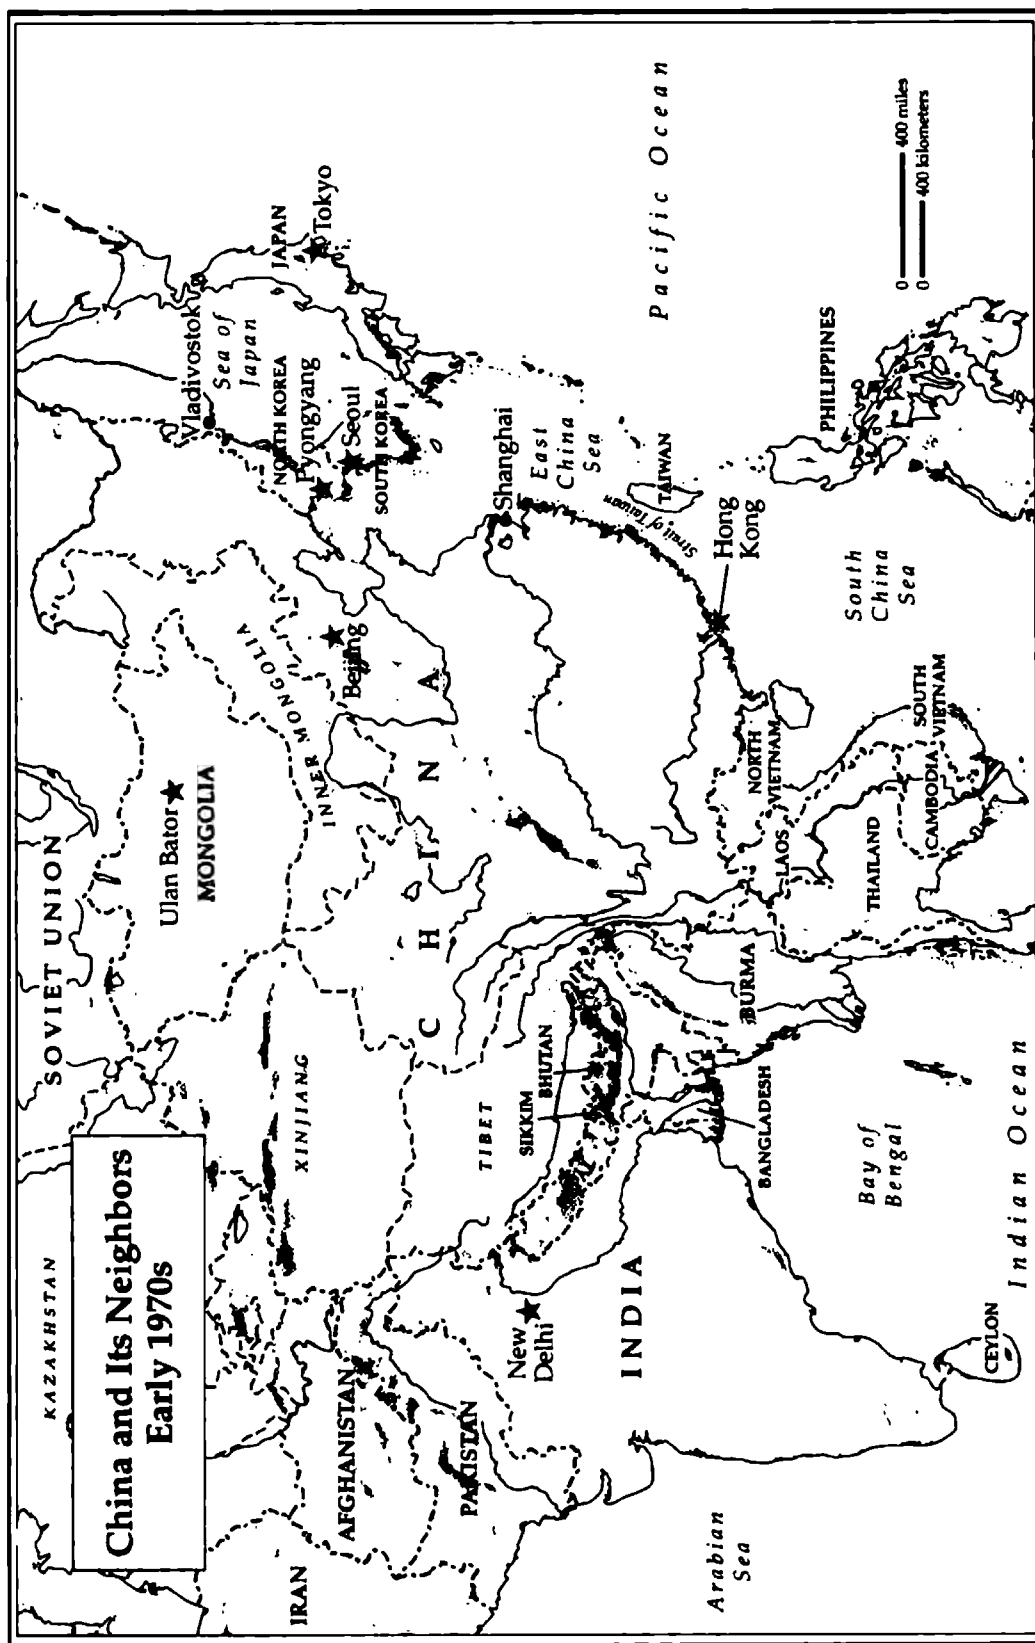 China and Its Neighbors
Early 1970s
KAZAKHSTAN
SOVIET UNION
Ulan Bator
MONGOLIA
INNER MONGOLIA
XINJIANG
CHINA
TIBET
Beijing
Vladivostok
Sea of
Japan
JAPAN
Tokyo
NORTH KOREA
Pyongyang
Seoul
SOUTH KOREA
Shanghai
East
China
Sea
Pacific Ocean
TAIWAN
Strait of Taiwan
Hong
Kong
IRAN
AFGHANISTAN
PAKISTAN
New
Delhi
INDIA
SIKKIM
BHUTAN
BANGLADESH
BURMA
LAOS
NORTH
VIETNAM
THAILAND
CAMBODIA
SOUTH
VIETNAM
South
China
Sea
PHILIPPINES
Arabian
Sea
Bay of
Bengal
CEYLON
Indian Ocean
0 400 miles
0 400 kilometers